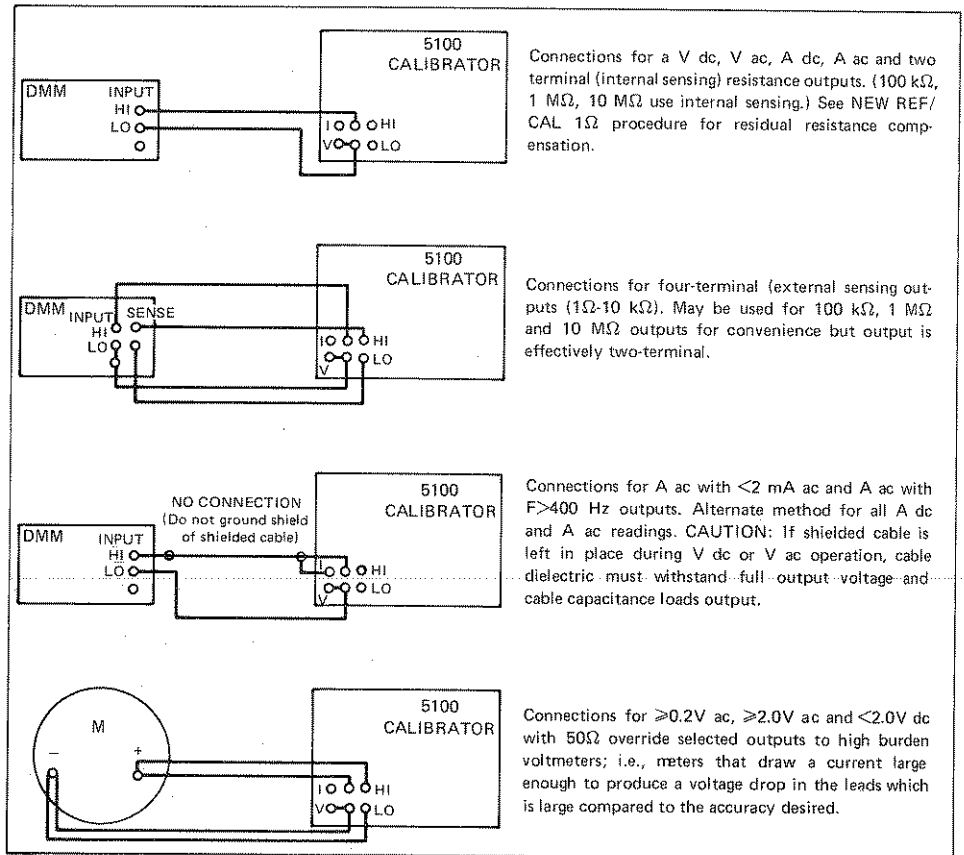 5100
CALIBRATOR
DMM
INPUT
HI
LO
I
HI
V
LO
Connections for a V dc, V ac, A dc, A ac and two
terminal (internal sensing) resistance outputs. (100 kΩ,
1 MΩ, 10 MΩ use internal sensing.) See NEW REF/
CAL 1Ω procedure for residual resistance comp-
ensation.
5100
CALIBRATOR
DMM
INPUT
SENSE
HI
LO
I
HI
V
LO
Connections for four-terminal (external sensing out-
puts (1Ω-10 kΩ). May be used for 100 kΩ, 1 MΩ
and 10 MΩ outputs for convenience but output is
effectively two-terminal.
NO CONNECTION
(Do not ground shield
of shielded cable)
5100
CALIBRATOR
DMM
INPUT
HI
LO
I
HI
V
LO
Connections for A ac with <2 mA ac and A ac with
F>400 Hz outputs. Alternate method for all A dc
and A ac readings. CAUTION: If shielded cable is
left in place during V dc or V ac operation, cable
dielectric must withstand full output voltage and
cable capacitance loads output.
M
− +
5100
CALIBRATOR
I
HI
V
LO
Connections for ⩾0.2V ac, ⩾2.0V ac and <2.0V dc
with 50Ω override selected outputs to high burden
voltmeters; i.e., meters that draw a current large
enough to produce a voltage drop in the leads which
is large compared to the accuracy desired.